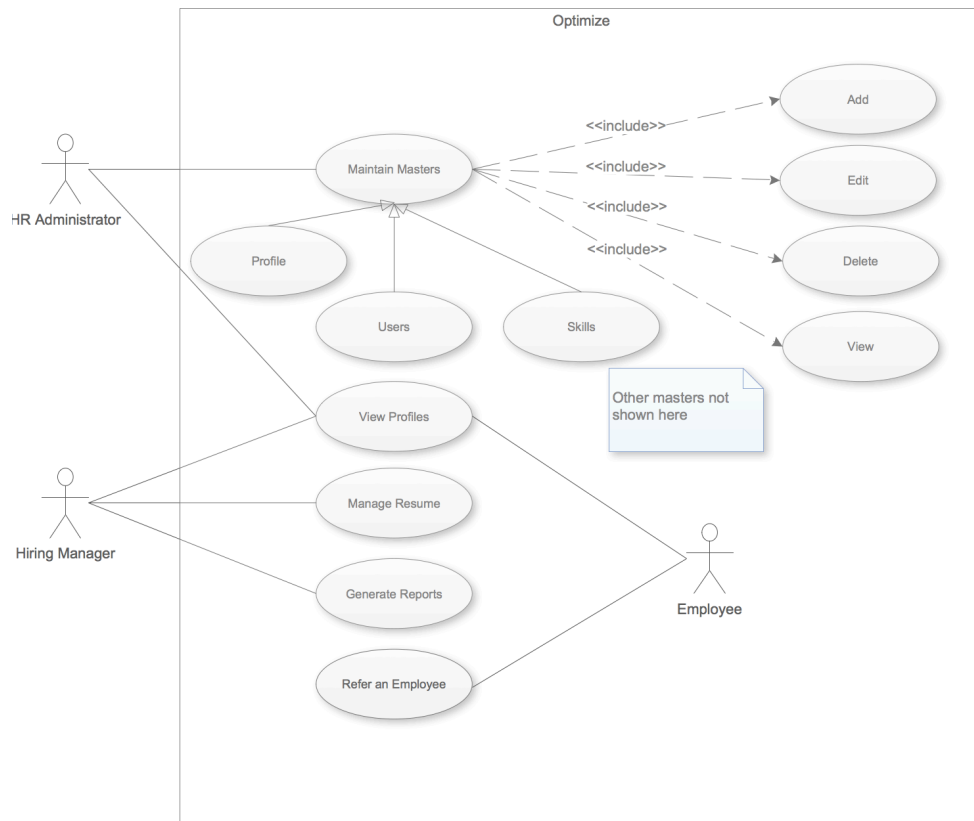 Optimize
Add
<<include>>
Maintain Masters
<<include>>
Edit
<<include>>
HR Administrator
<<include>>
Profile
Delete
Users
Skills
View
Other masters not
shown here
View Profiles
Manage Resume
Hiring Manager
Generate Reports
Employee
Refer an Employee